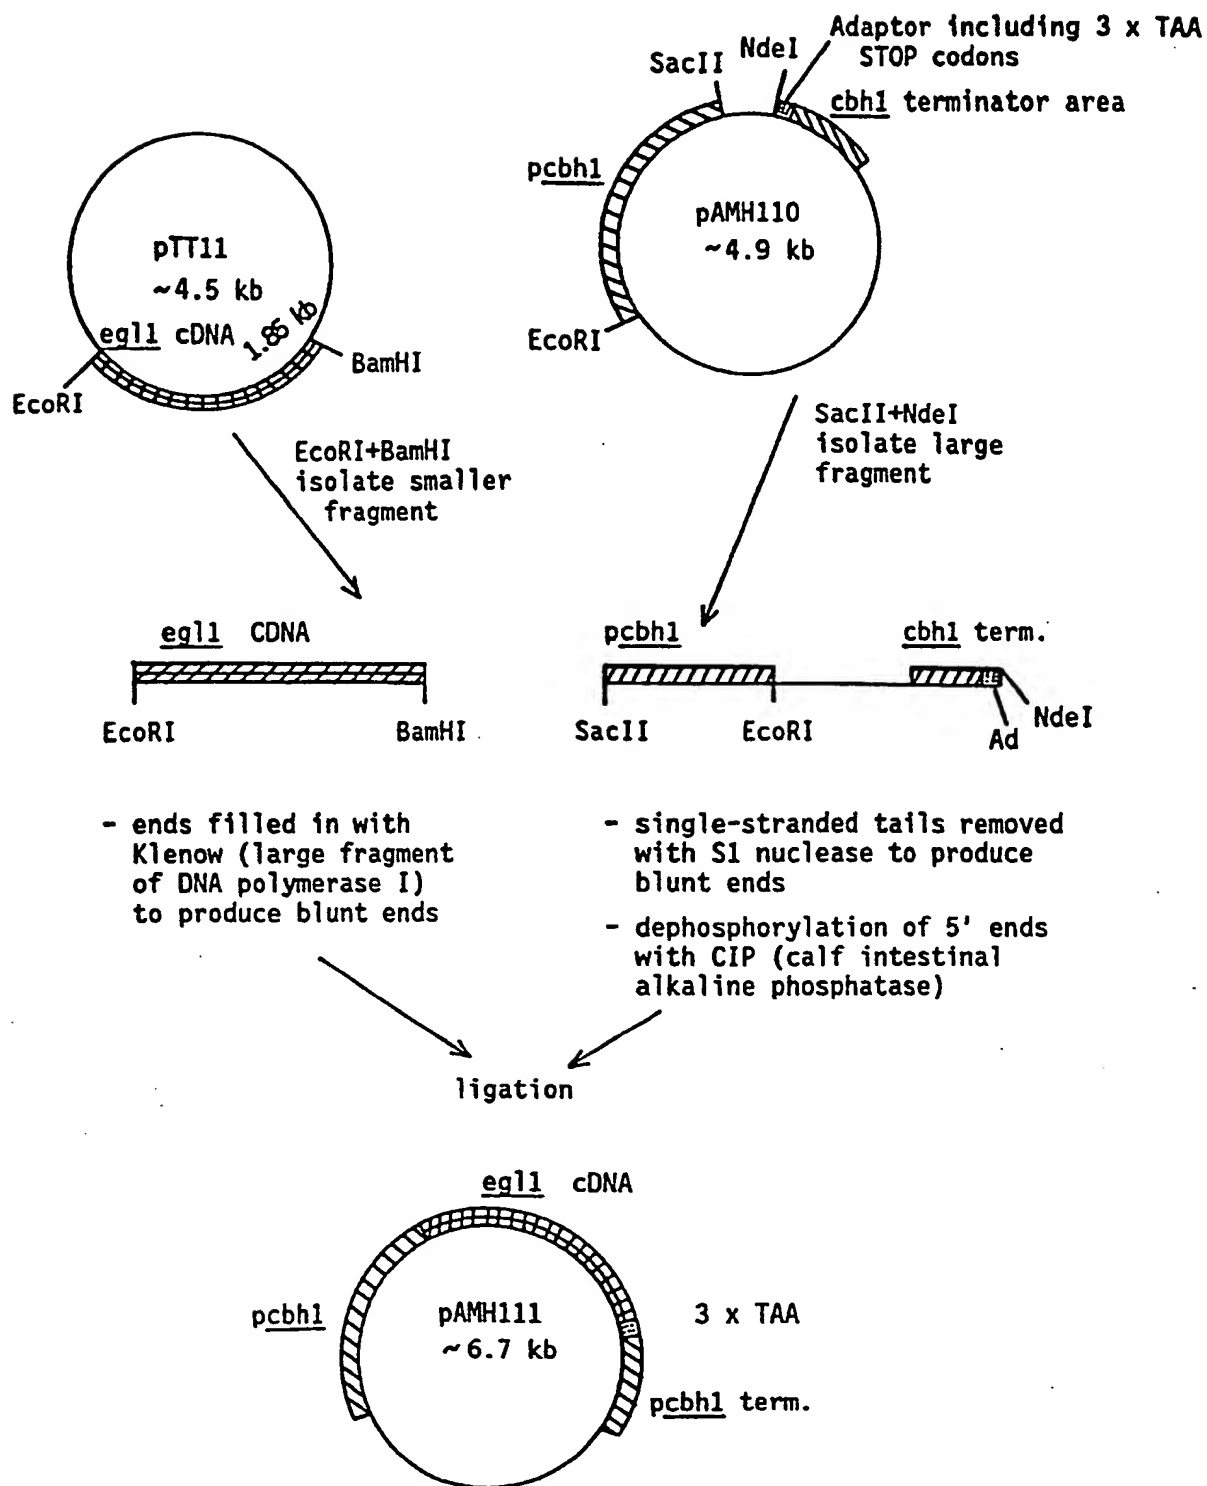 Adaptor including 3 x TAA
STOP codons
NdeI
SacII
cbh1 terminator area
pcbh1
pAMH110
~4.9 kb
EcoRI
pTT11
~4.5 kb
egl1 cDNA
1.85 kb
BamHI
EcoRI
EcoRI+BamHI
isolate smaller
fragment
SacII+NdeI
isolate large
fragment
egl1 CDNA
EcoRI
BamHI
pcbh1
cbh1 term.
SacII
EcoRI
Ad
NdeI
- ends filled in with
Klenow (large fragment
of DNA polymerase I)
to produce blunt ends
- single-stranded tails removed
with S1 nuclease to produce
blunt ends
- dephosphorylation of 5' ends
with CIP (calf intestinal
alkaline phosphatase)
ligation
egl1 cDNA
pcbh1
pAMH111
~6.7 kb
3 x TAA
pcbh1 term.